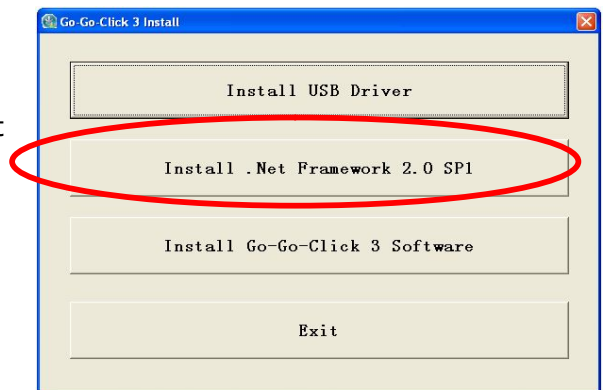 Go-Go-Click 3 Install
Install USB Driver
t
Install .Net Framework 2.0 SP1
Install Go-Go-Click 3 Software
Exit